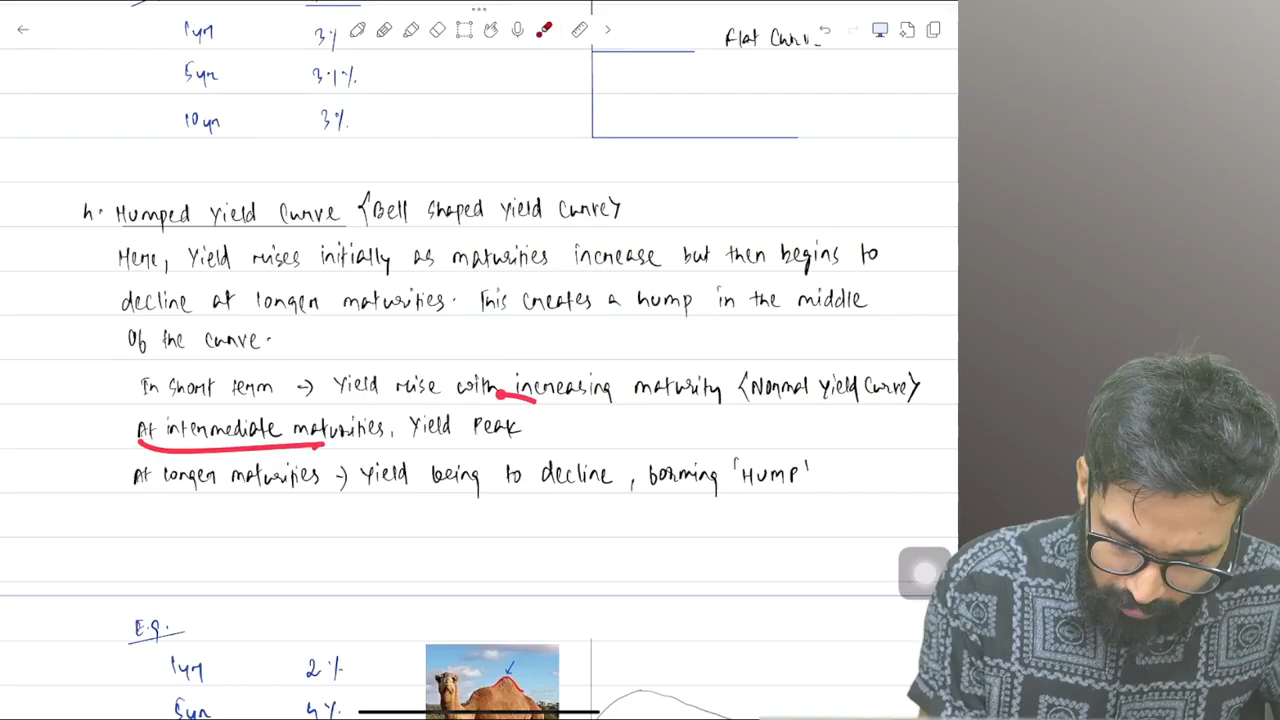 1yr 3%
Flat Curve
5yr 3.1%
10yr 3%
h. Humped Yield Curve {Bell Shaped Yield Curve}
Here, Yield rises initially as maturities increase but then begins to
decline at longer maturities. This creates a hump in the middle
Of the curve.
In Short term → Yield rise with increasing maturity {Normal Yield Curve}
At intermediate maturities, Yield Peak
At longer maturities → Yield being to decline, borming 'HUMP'
E.g.
1yr 2%
5yr 4%